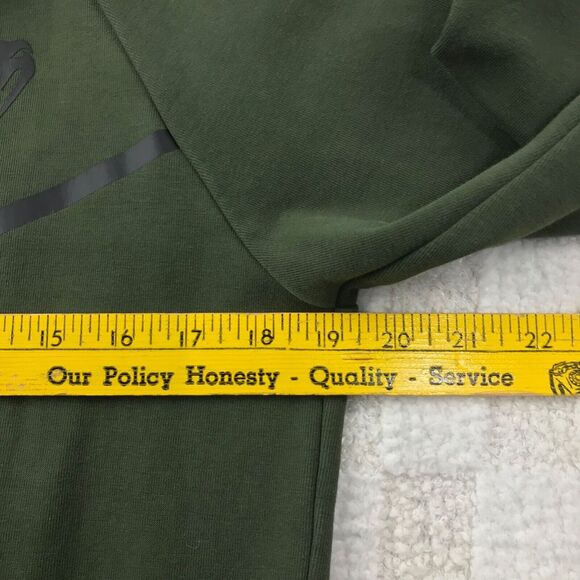 15 16 17 18 19 20 21 22
Our Policy Honesty - Quality - Service